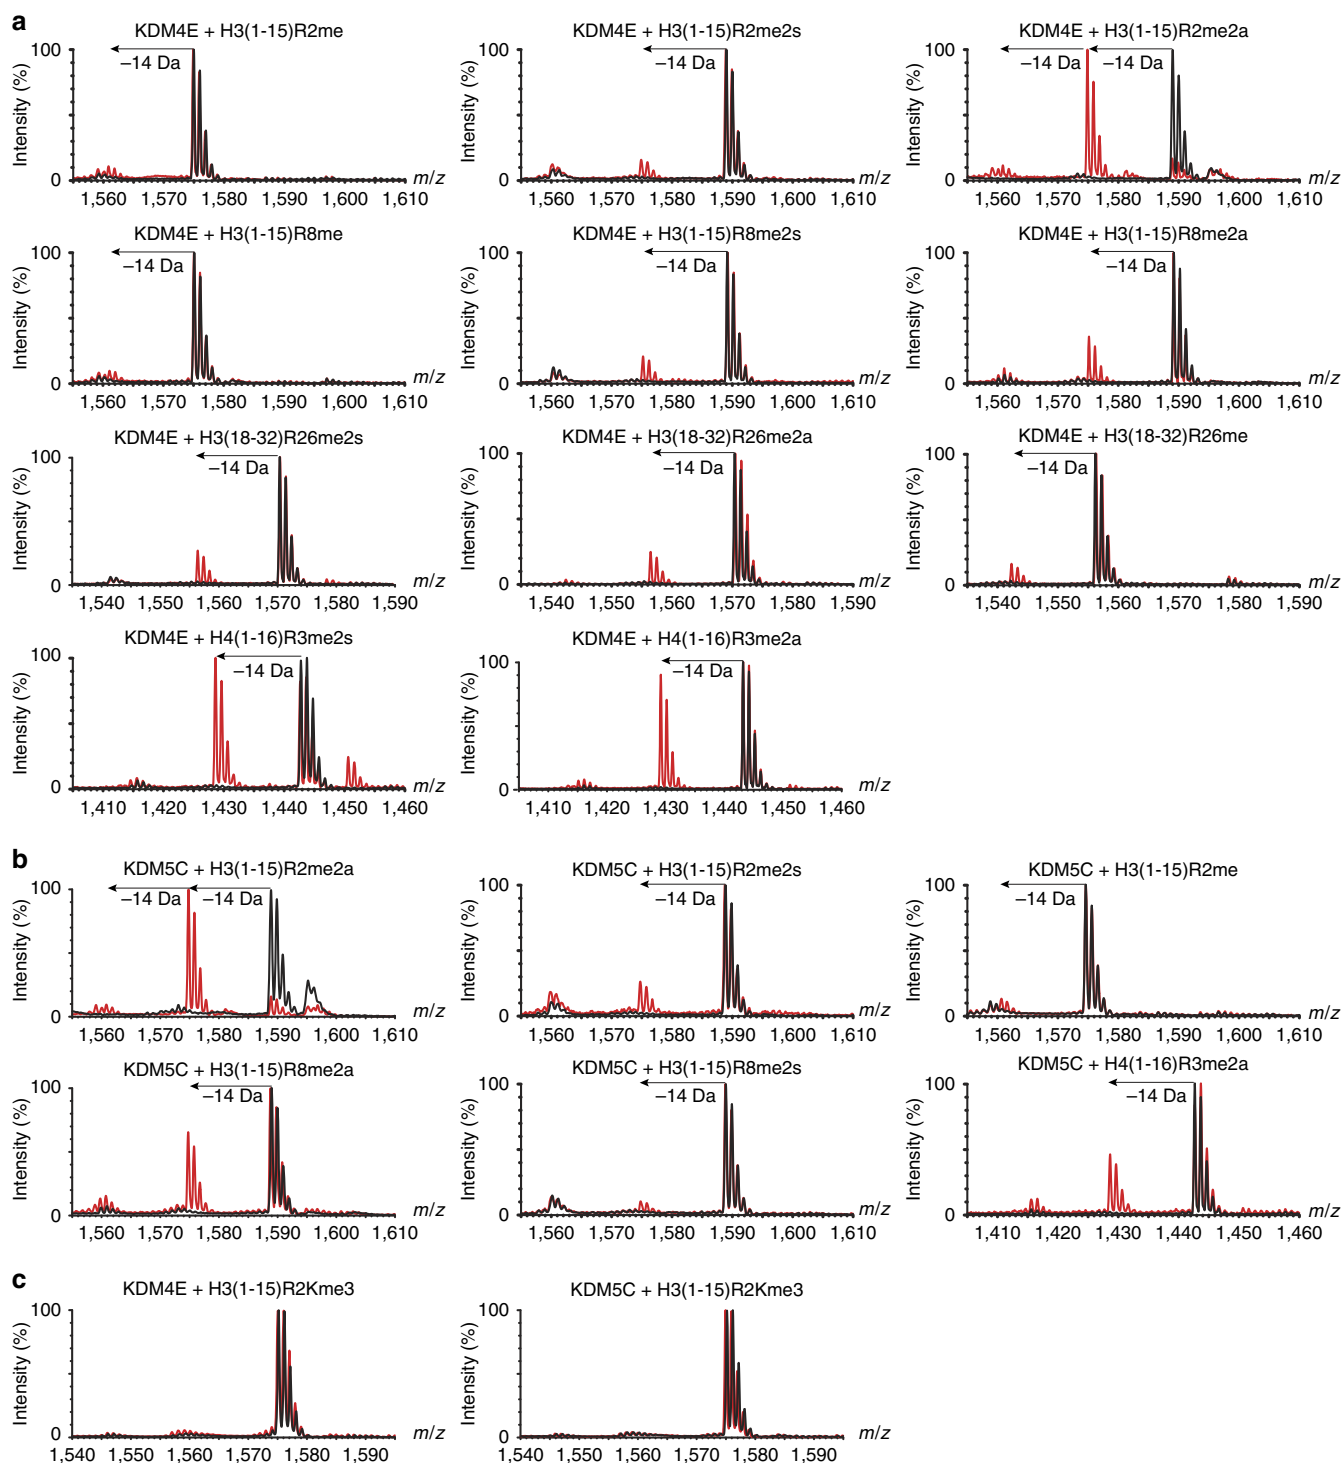 a
KDM4E + H3(1-15)R2me
KDM4E + H3(1-15)R2me2s
KDM4E + H3(1-15)R2me2a
Intensity (%)
100
0
–14 Da
1,560 1,570 1,580 1,590 1,600 1,610
m/z
Intensity (%)
100
0
–14 Da
1,560 1,570 1,580 1,590 1,600 1,610
m/z
Intensity (%)
100
0
–14 Da –14 Da
1,560 1,570 1,580 1,590 1,600 1,610
m/z
KDM4E + H3(1-15)R8me
KDM4E + H3(1-15)R8me2s
KDM4E + H3(1-15)R8me2a
Intensity (%)
100
0
–14 Da
1,560 1,570 1,580 1,590 1,600 1,610
m/z
Intensity (%)
100
0
–14 Da
1,560 1,570 1,580 1,590 1,600 1,610
m/z
Intensity (%)
100
0
–14 Da
1,560 1,570 1,580 1,590 1,600 1,610
m/z
KDM4E + H3(18-32)R26me2s
KDM4E + H3(18-32)R26me2a
KDM4E + H3(18-32)R26me
Intensity (%)
100
0
–14 Da
1,540 1,550 1,560 1,570 1,580 1,590
m/z
Intensity (%)
100
0
–14 Da
1,540 1,550 1,560 1,570 1,580 1,590
m/z
Intensity (%)
100
0
–14 Da
1,540 1,550 1,560 1,570 1,580 1,590
m/z
KDM4E + H4(1-16)R3me2s
KDM4E + H4(1-16)R3me2a
Intensity (%)
100
0
–14 Da
1,410 1,420 1,430 1,440 1,450 1,460
m/z
Intensity (%)
100
0
–14 Da
1,410 1,420 1,430 1,440 1,450 1,460
m/z
b
KDM5C + H3(1-15)R2me2a
KDM5C + H3(1-15)R2me2s
KDM5C + H3(1-15)R2me
Intensity (%)
100
0
–14 Da –14 Da
1,560 1,570 1,580 1,590 1,600 1,610
m/z
Intensity (%)
100
0
–14 Da
1,560 1,570 1,580 1,590 1,600 1,610
m/z
Intensity (%)
100
0
–14 Da
1,560 1,570 1,580 1,590 1,600 1,610
m/z
KDM5C + H3(1-15)R8me2a
KDM5C + H3(1-15)R8me2s
KDM5C + H4(1-16)R3me2a
Intensity (%)
100
0
–14 Da
1,560 1,570 1,580 1,590 1,600 1,610
m/z
Intensity (%)
100
0
–14 Da
1,560 1,570 1,580 1,590 1,600 1,610
m/z
Intensity (%)
100
0
–14 Da
1,410 1,420 1,430 1,440 1,450 1,460
m/z
c
KDM4E + H3(1-15)R2Kme3
KDM5C + H3(1-15)R2Kme3
Intensity (%)
100
0
1,540 1,550 1,560 1,570 1,580 1,590
m/z
Intensity (%)
100
0
1,540 1,550 1,560 1,570 1,580 1,590
m/z